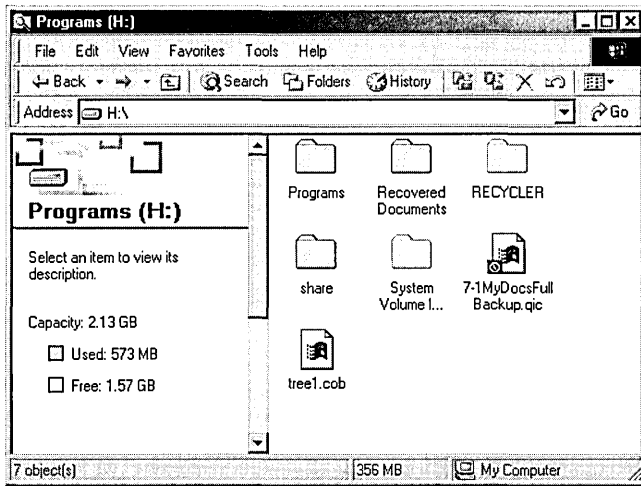 Programs (H:)
File Edit View Favorites Tools Help
Back Search Folders History
Address H:\ Go
Programs (H:)
Select an item to view its
description.
Capacity: 2.13 GB
Used: 573 MB
Free: 1.57 GB
Programs
Recovered
Documents
RECYCLER
share
System
Volume I...
7-1MyDocsFull
Backup.qic
tree1.cob
7 object(s) 356 MB My Computer